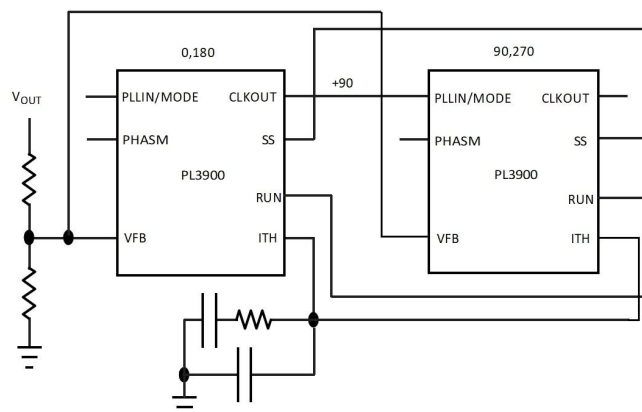 0,180
90,270
+90
VOUT
PLLIN/MODE CLKOUT
PHASM SS
PL3900
RUN
VFB ITH
PLLIN/MODE CLKOUT
PHASM SS
PL3900
RUN
VFB ITH